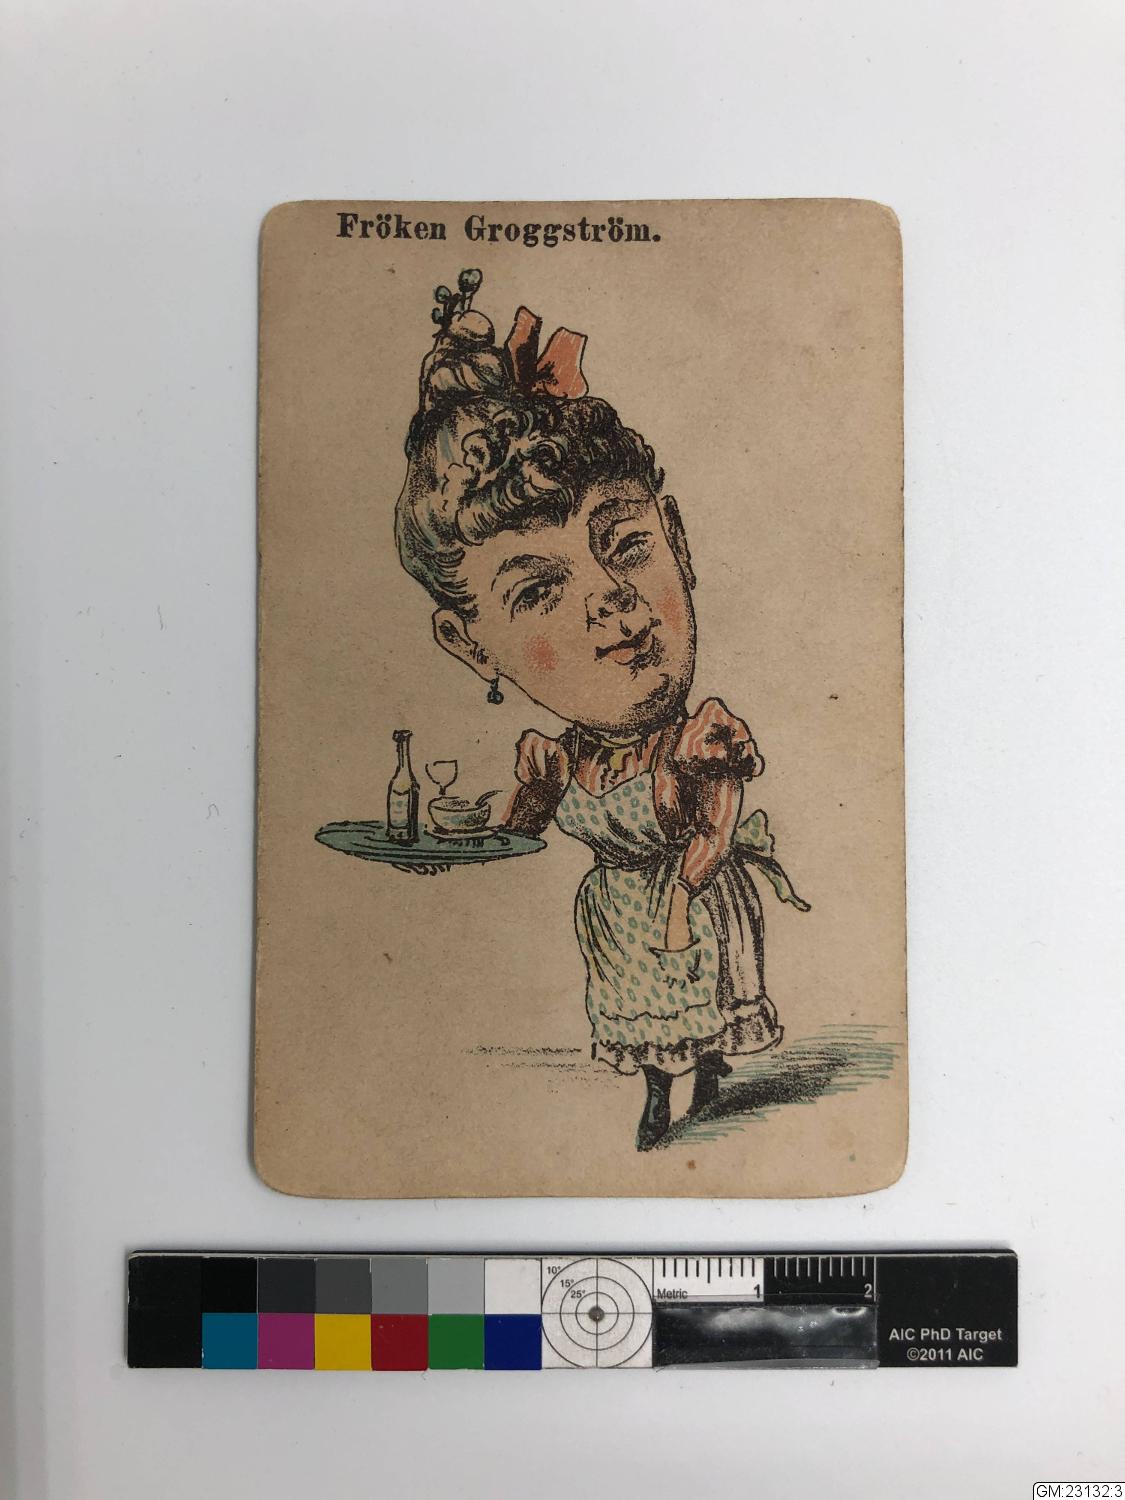 Fröken Groggström.
10°
15°
25°
Metric 1 2
AIC PhD Target
©2011 AIC
GM:23132:3